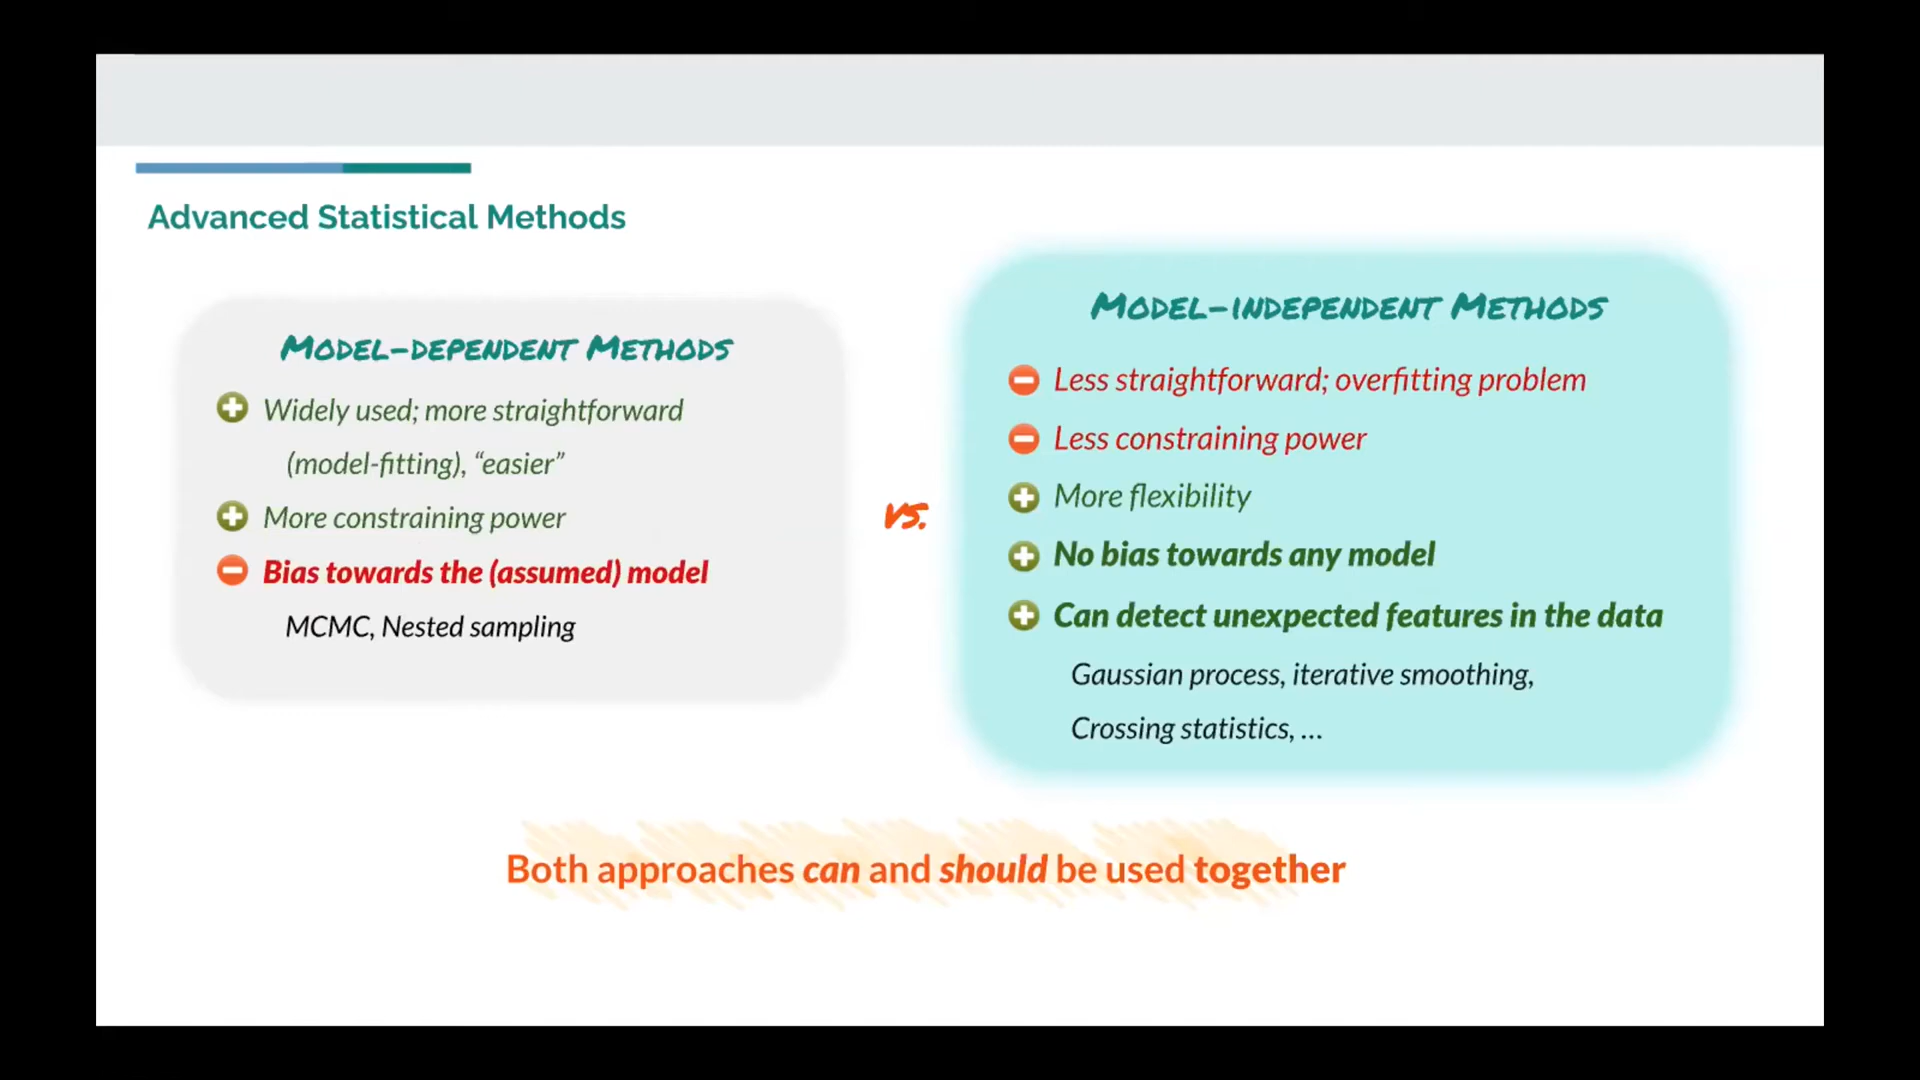 Advanced Statistical Methods
Model-dependent Methods
Widely used; more straightforward
(model-fitting), “easier”
More constraining power
Bias towards the (assumed) model
MCMC, Nested sampling
vs.
Model-independent Methods
Less straightforward; overfitting problem
Less constraining power
More flexibility
No bias towards any model
Can detect unexpected features in the data
Gaussian process, iterative smoothing,
Crossing statistics, ...
Both approaches can and should be used together